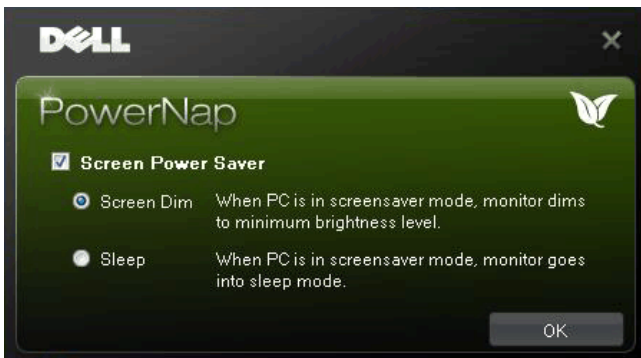 DELL
PowerNap
Screen Power Saver
Screen Dim When PC is in screensaver mode, monitor dims
to minimum brightness level.
Sleep When PC is in screensaver mode, monitor goes
into sleep mode.
OK